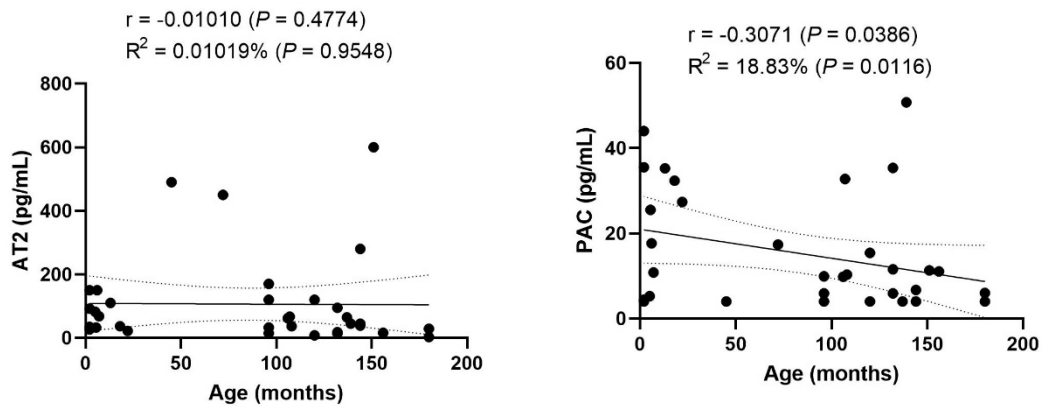 r = -0.01010 (P = 0.4774)
R² = 0.01019% (P = 0.9548)
800
600
400
200
0
AT2 (pg/mL)
0 50 100 150 200
Age (months)
r = -0.3071 (P = 0.0386)
R² = 18.83% (P = 0.0116)
60
40
20
0
PAC (pg/mL)
0 50 100 150 200
Age (months)